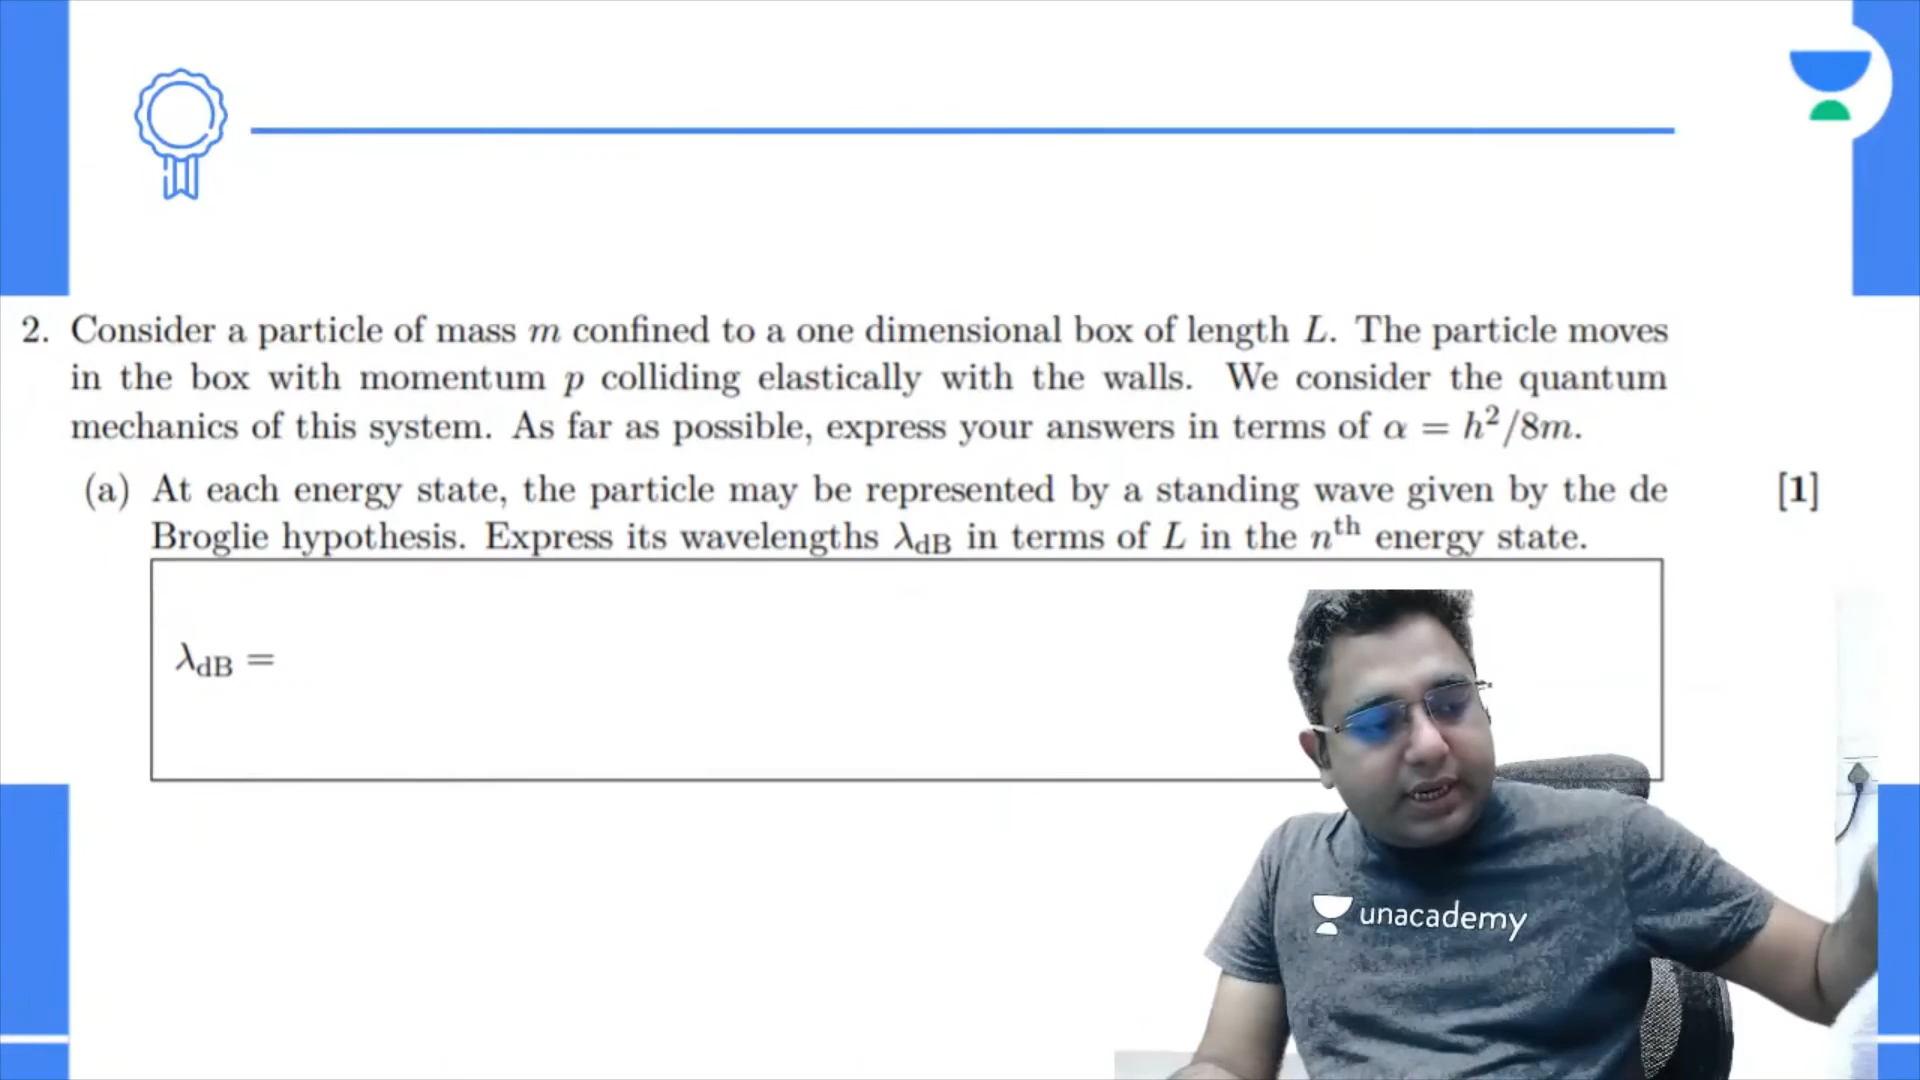 2. Consider a particle of mass m confined to a one dimensional box of length L. The particle moves
in the box with momentum p colliding elastically with the walls. We consider the quantum
mechanics of this system. As far as possible, express your answers in terms of α = h²/8m.
(a) At each energy state, the particle may be represented by a standing wave given by the de [1]
Broglie hypothesis. Express its wavelengths λ_dB in terms of L in the nᵗʰ energy state.
λ_dB =
unacademy